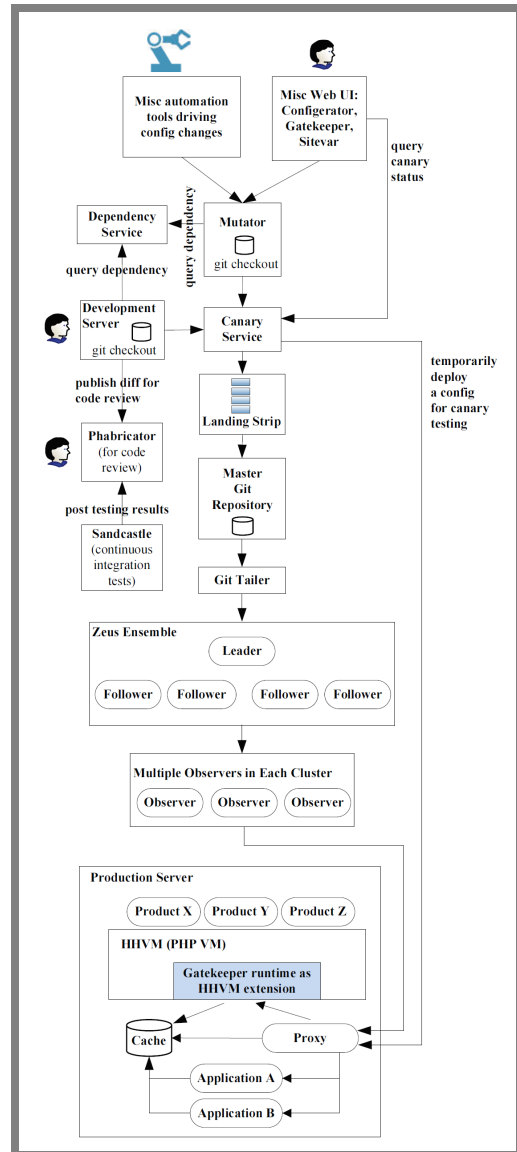 Misc automation
tools driving
config changes
Misc Web UI:
Configerator,
Gatekeeper,
Sitevar
query
canary
status
Dependency
Service
query dependency
Mutator
git checkout
query dependency
Development
Server
git checkout
Canary
Service
temporarily
deploy
a config
for canary
testing
publish diff for
code review
Landing Strip
Phabricator
(for code
review)
Master
Git
Repository
post testing results
Sandcastle
(continuous
integration
tests)
Git Tailer
Zeus Ensemble
Leader
Follower
Follower
Follower
Follower
Multiple Observers in Each Cluster
Observer
Observer
Observer
Production Server
Product X
Product Y
Product Z
HHVM (PHP VM)
Gatekeeper runtime as
HHVM extension
Cache
Proxy
Application A
Application B